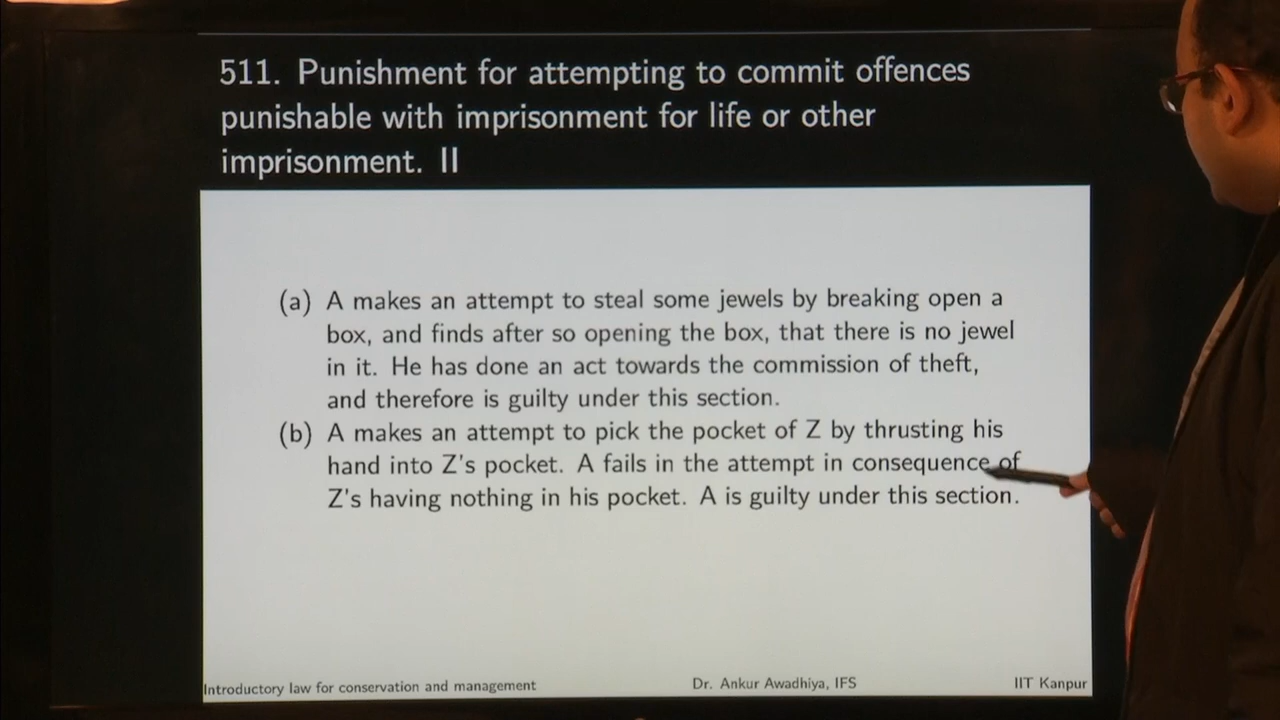 511. Punishment for attempting to commit offences
punishable with imprisonment for life or other
imprisonment. II
(a) A makes an attempt to steal some jewels by breaking open a
box, and finds after so opening the box, that there is no jewel
in it. He has done an act towards the commission of theft,
and therefore is guilty under this section.
(b) A makes an attempt to pick the pocket of Z by thrusting his
hand into Z's pocket. A fails in the attempt in consequence of
Z's having nothing in his pocket. A is guilty under this section.
Introductory law for conservation and management Dr. Ankur Awadhiya, IFS IIT Kanpur